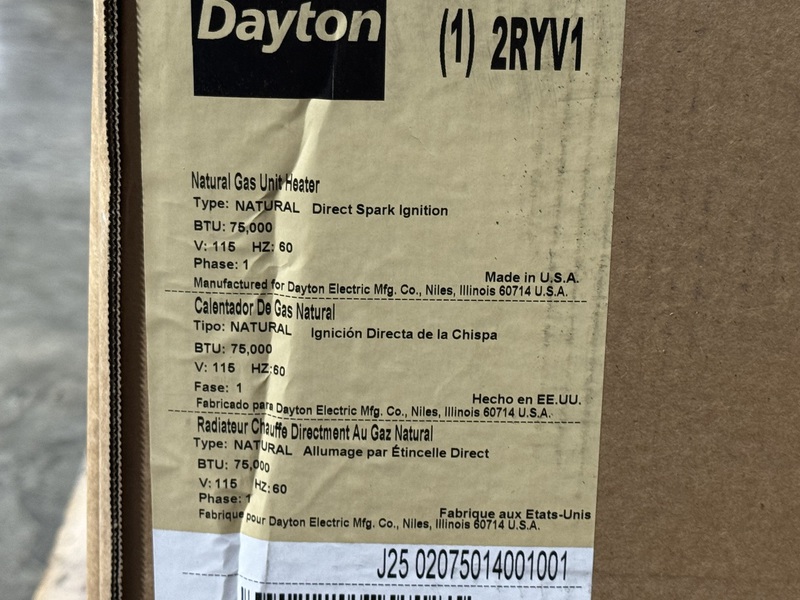 Dayton
(1) 2RYV1
Natural Gas Unit Heater
Type: NATURAL Direct Spark Ignition
BTU: 75,000
V: 115 HZ: 60
Phase: 1
Made in U.S.A.
Manufactured for Dayton Electric Mfg. Co., Niles, Illinois 60714 U.S.A.
Calentador De Gas Natural
Tipo: NATURAL Ignición Directa de la Chispa
BTU: 75,000
V: 115 HZ:60
Fase: 1
Hecho en EE.UU.
Fabricado para Dayton Electric Mfg. Co., Niles, Illinois 60714 U.S.A.
Radiateur Chauffe Directment Au Gaz Natural
Type: NATURAL Allumage par Étincelle Direct
BTU: 75,000
V: 115 HZ:60
Phase: 1
Fabrique aux Etats-Unis
Fabrique pour Dayton Electric Mfg. Co., Niles, Illinois 60714 U.S.A.
J25 02075014001001